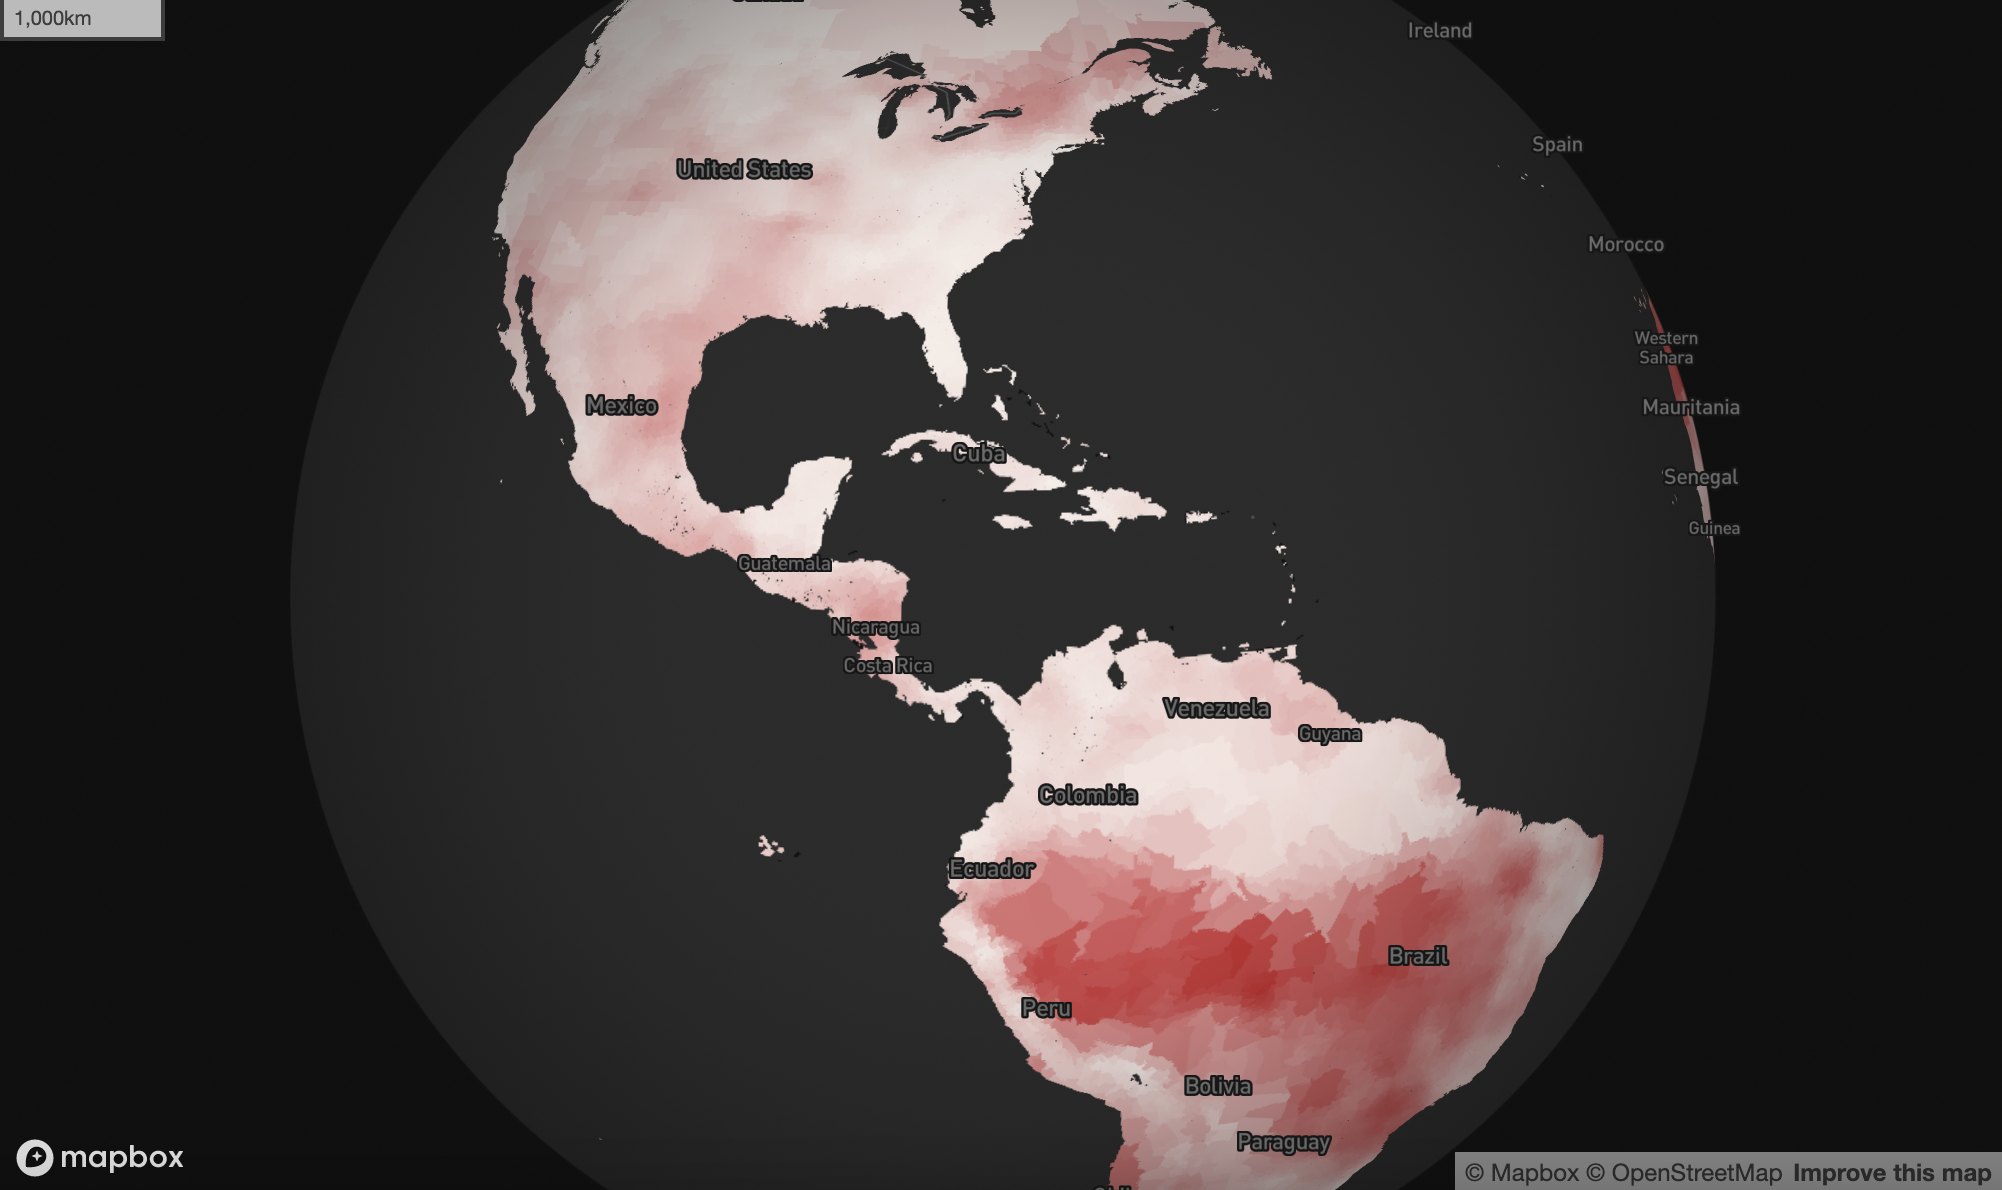 1,000km
Ireland
Spain
United States
Morocco
Western
Sahara
Mexico
Mauritania
Cuba
Senegal
Guinea
Guatemala
Nicaragua
Costa Rica
Venezuela
Guyana
Colombia
Ecuador
Brazil
Peru
Bolivia
Paraguay
mapbox
© Mapbox © OpenStreetMap Improve this map